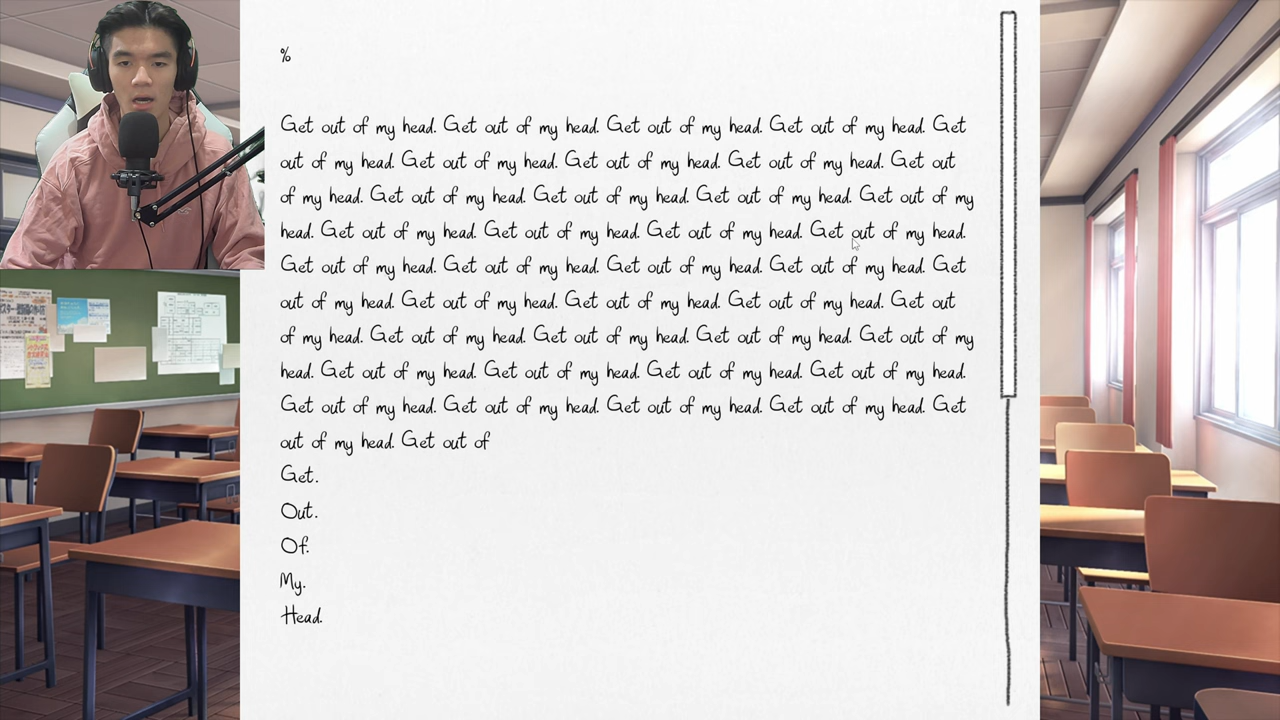 %
Get out of my head. Get out of my head. Get out of my head. Get out of my head. Get
out of my head. Get out of my head. Get out of my head. Get out of my head. Get out
of my head. Get out of my head. Get out of my head. Get out of my head. Get out of my
head. Get out of my head. Get out of my head. Get out of my head. Get out of my head.
Get out of my head. Get out of my head. Get out of my head. Get out of my head. Get
out of my head. Get out of my head. Get out of my head. Get out of my head. Get out
of my head. Get out of my head. Get out of my head. Get out of my head. Get out of my
head. Get out of my head. Get out of my head. Get out of my head. Get out of my head.
Get out of my head. Get out of my head. Get out of my head. Get out of my head. Get
out of my head. Get out of
Get.
Out.
Of.
My.
Head.